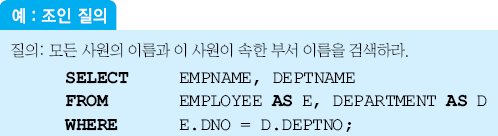 예 : 조인 질의
질의: 모든 사원의 이름과 이 사원이 속한 부서 이름을 검색하라.
SELECT EMPNAME, DEPTNAME
FROM EMPLOYEE AS E, DEPARTMENT AS D
WHERE E.DNO = D.DEPTNO;